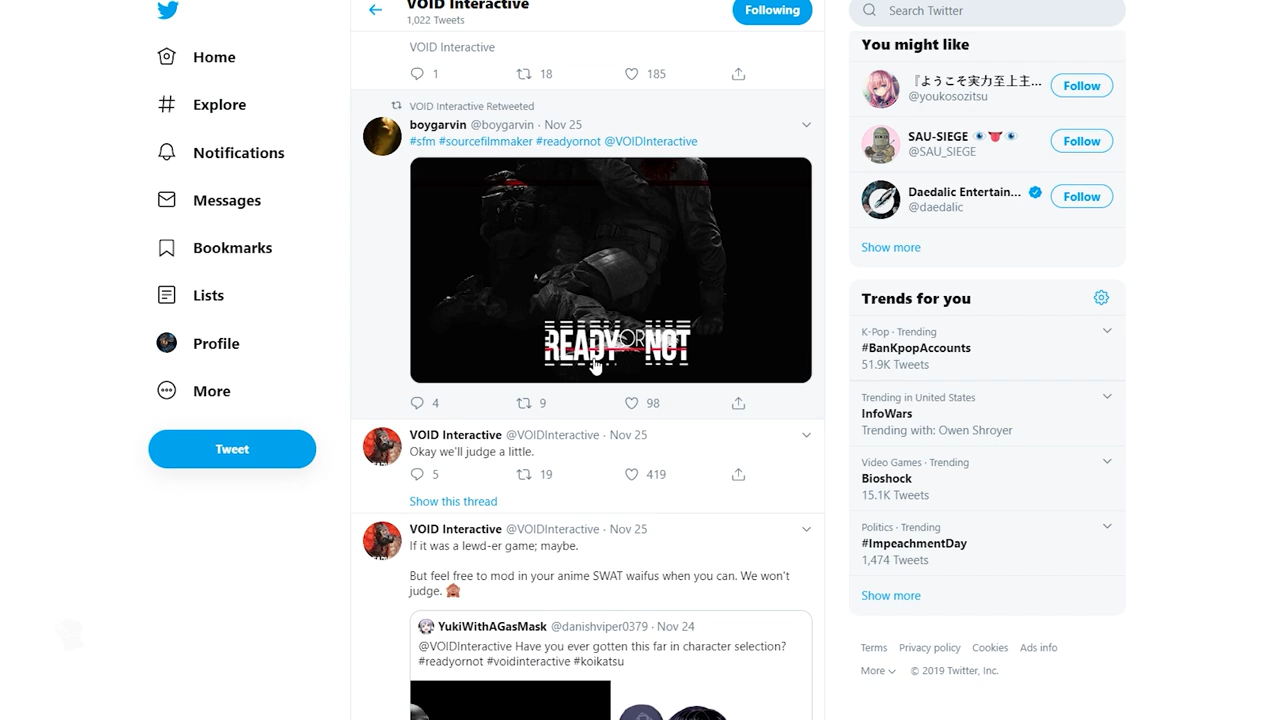 VOID Interactive
1,022 Tweets
Following
Search Twitter
Home
Explore
Notifications
Messages
Bookmarks
Lists
Profile
More
Tweet
VOID Interactive
1 18 185
VOID Interactive Retweeted
boygarvin @boygarvin · Nov 25
#sfm #sourcefilmmaker #readyornot @VOIDInteractive
READY OR NOT
4 9 98
VOID Interactive @VOIDInteractive · Nov 25
Okay we'll judge a little.
5 19 419
Show this thread
VOID Interactive @VOIDInteractive · Nov 25
If it was a lewd-er game; maybe.
But feel free to mod in your anime SWAT waifus when you can. We won't
judge. 🙈
YukiWithAGasMask @danishviper0379 · Nov 24
@VOIDInteractive Have you ever gotten this far in character selection?
#readyornot #voidinteractive #koikatsu
You might like
『ようこそ実力至上主...
@youkosozitsu
Follow
SAU-SIEGE 👁️👅👁️
@SAU_SIEGE
Follow
Daedalic Entertain...
@daedalic
Follow
Show more
Trends for you
K-Pop · Trending
#BanKpopAccounts
51.9K Tweets
Trending in United States
InfoWars
Trending with: Owen Shroyer
Video Games · Trending
Bioshock
15.1K Tweets
Politics · Trending
#ImpeachmentDay
1,474 Tweets
Show more
Terms Privacy policy Cookies Ads info
More © 2019 Twitter, Inc.